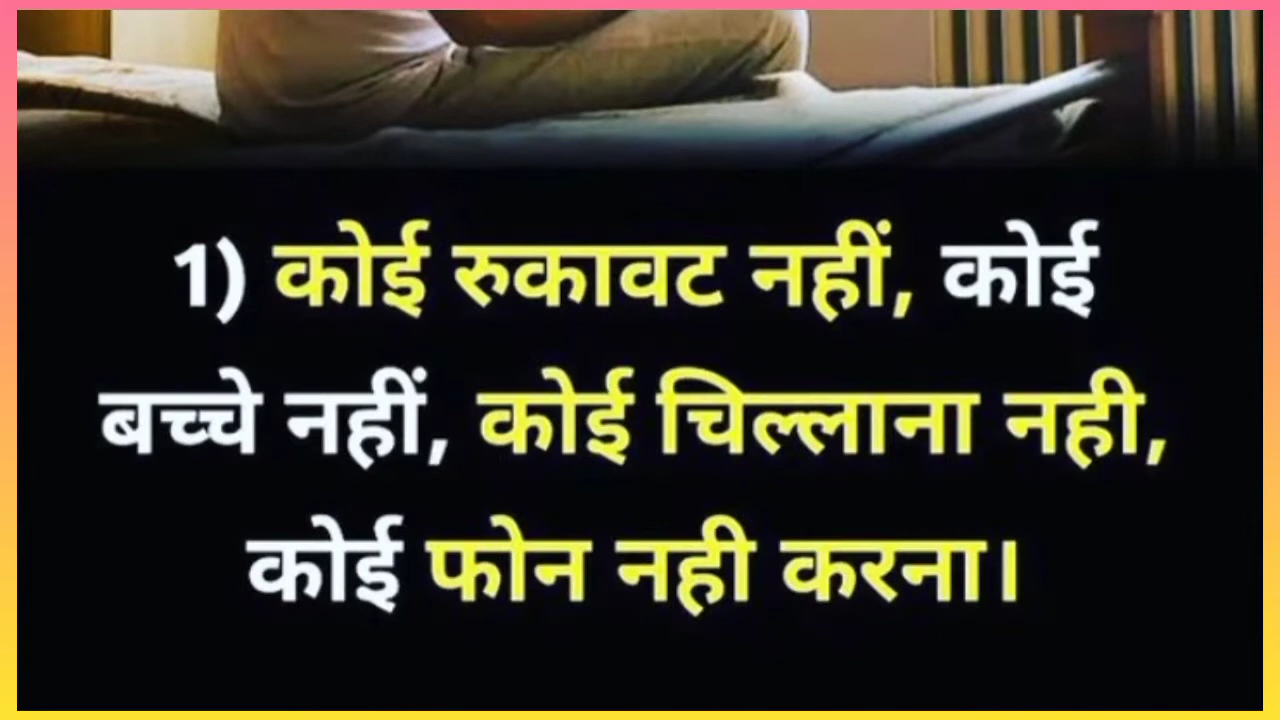 1) कोई रुकावट नहीं, कोई
बच्चे नहीं, कोई चिल्लाना नही,
कोई फोन नही करना।